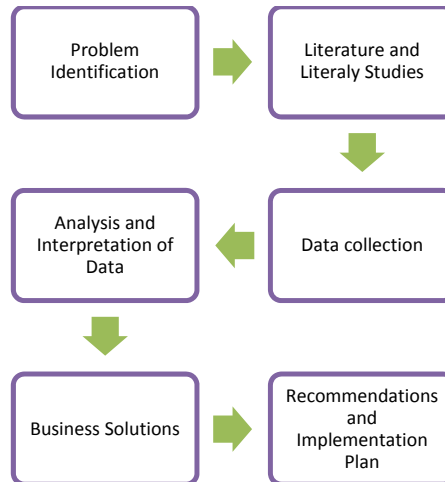 Problem
Identification
Literature and
Literaly Studies
Data collection
Analysis and
Interpretation of
Data
Business Solutions
Recommendations
and
Implementation
Plan